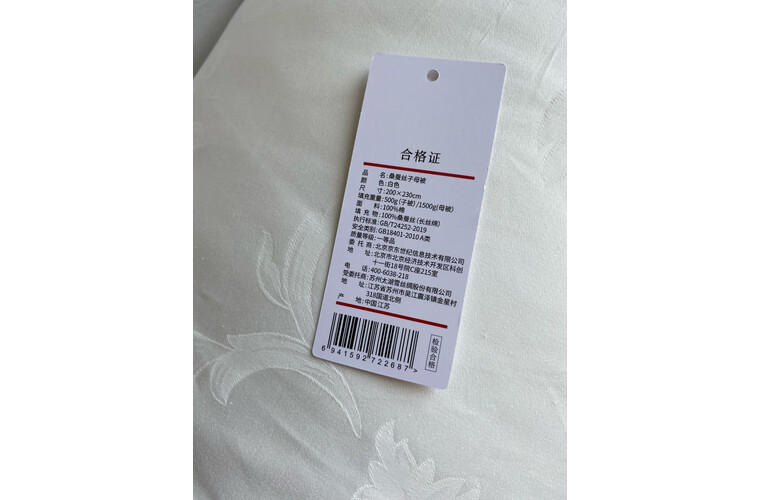 合格证
品 名:桑蚕丝子母被
颜 色:白色
尺 寸:200×230cm
填充重量:500g(子被)/1500g(母被)
面 料:100%棉
填 充 物:100%桑蚕丝(长丝绵)
执行标准:GB/T24252-2019
安全类别:GB18401-2010 A类
质量等级:一等品
委 托 商:北京京东世纪信息技术有限公司
地 址:北京市北京经济技术开发区科创
十一街18号院C座215室
电 话:400-6038-218
受委托商:苏州太湖雪丝绸股份有限公司
地 址:江苏省苏州市吴江震泽镇金星村
318国道北侧
产 地:中国江苏
6 941592 722687 >
检验合格